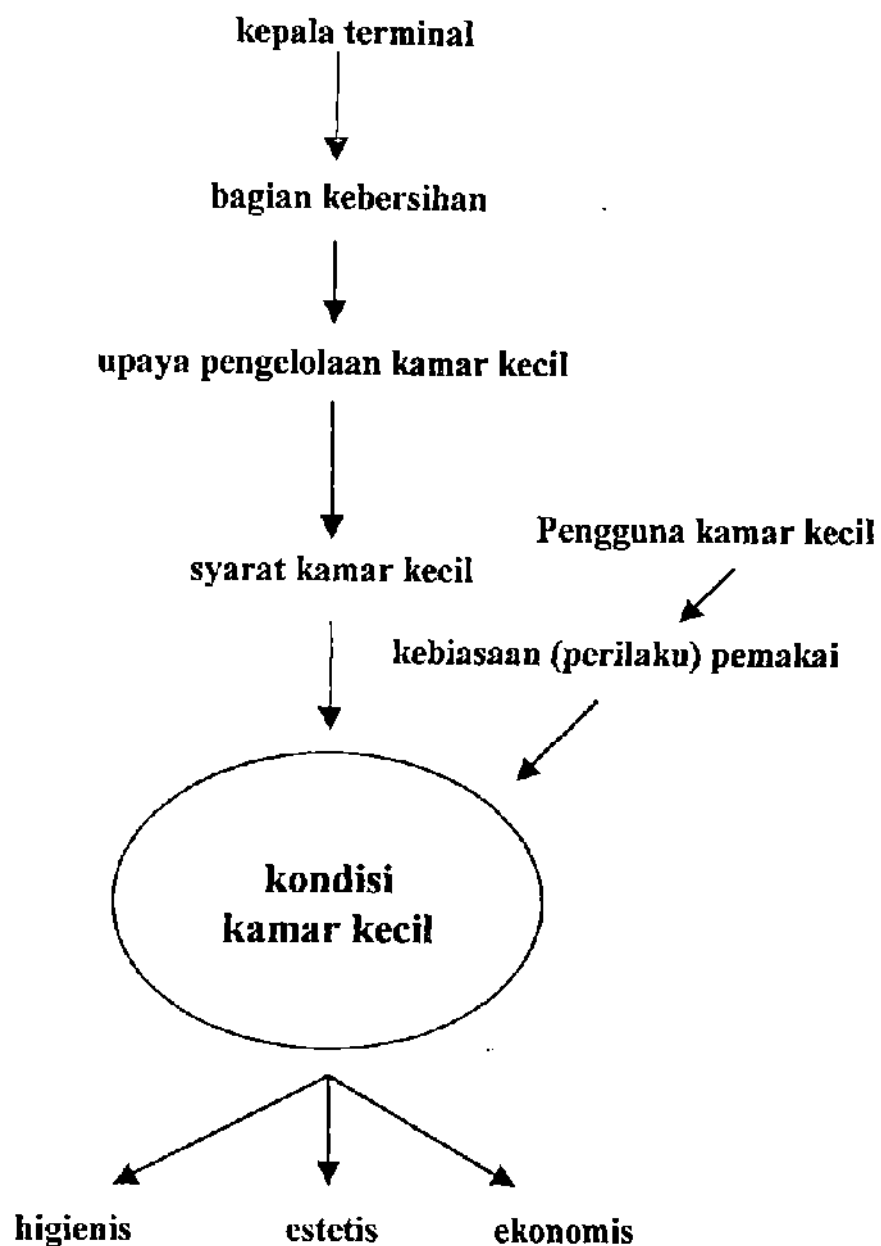 kepala terminal
bagian kebersihan
upaya pengelolaan kamar kecil
Pengguna kamar kecil
syarat kamar kecil
kebiasaan (perilaku) pemakai
kondisi
kamar kecil
higienis estetis ekonomis